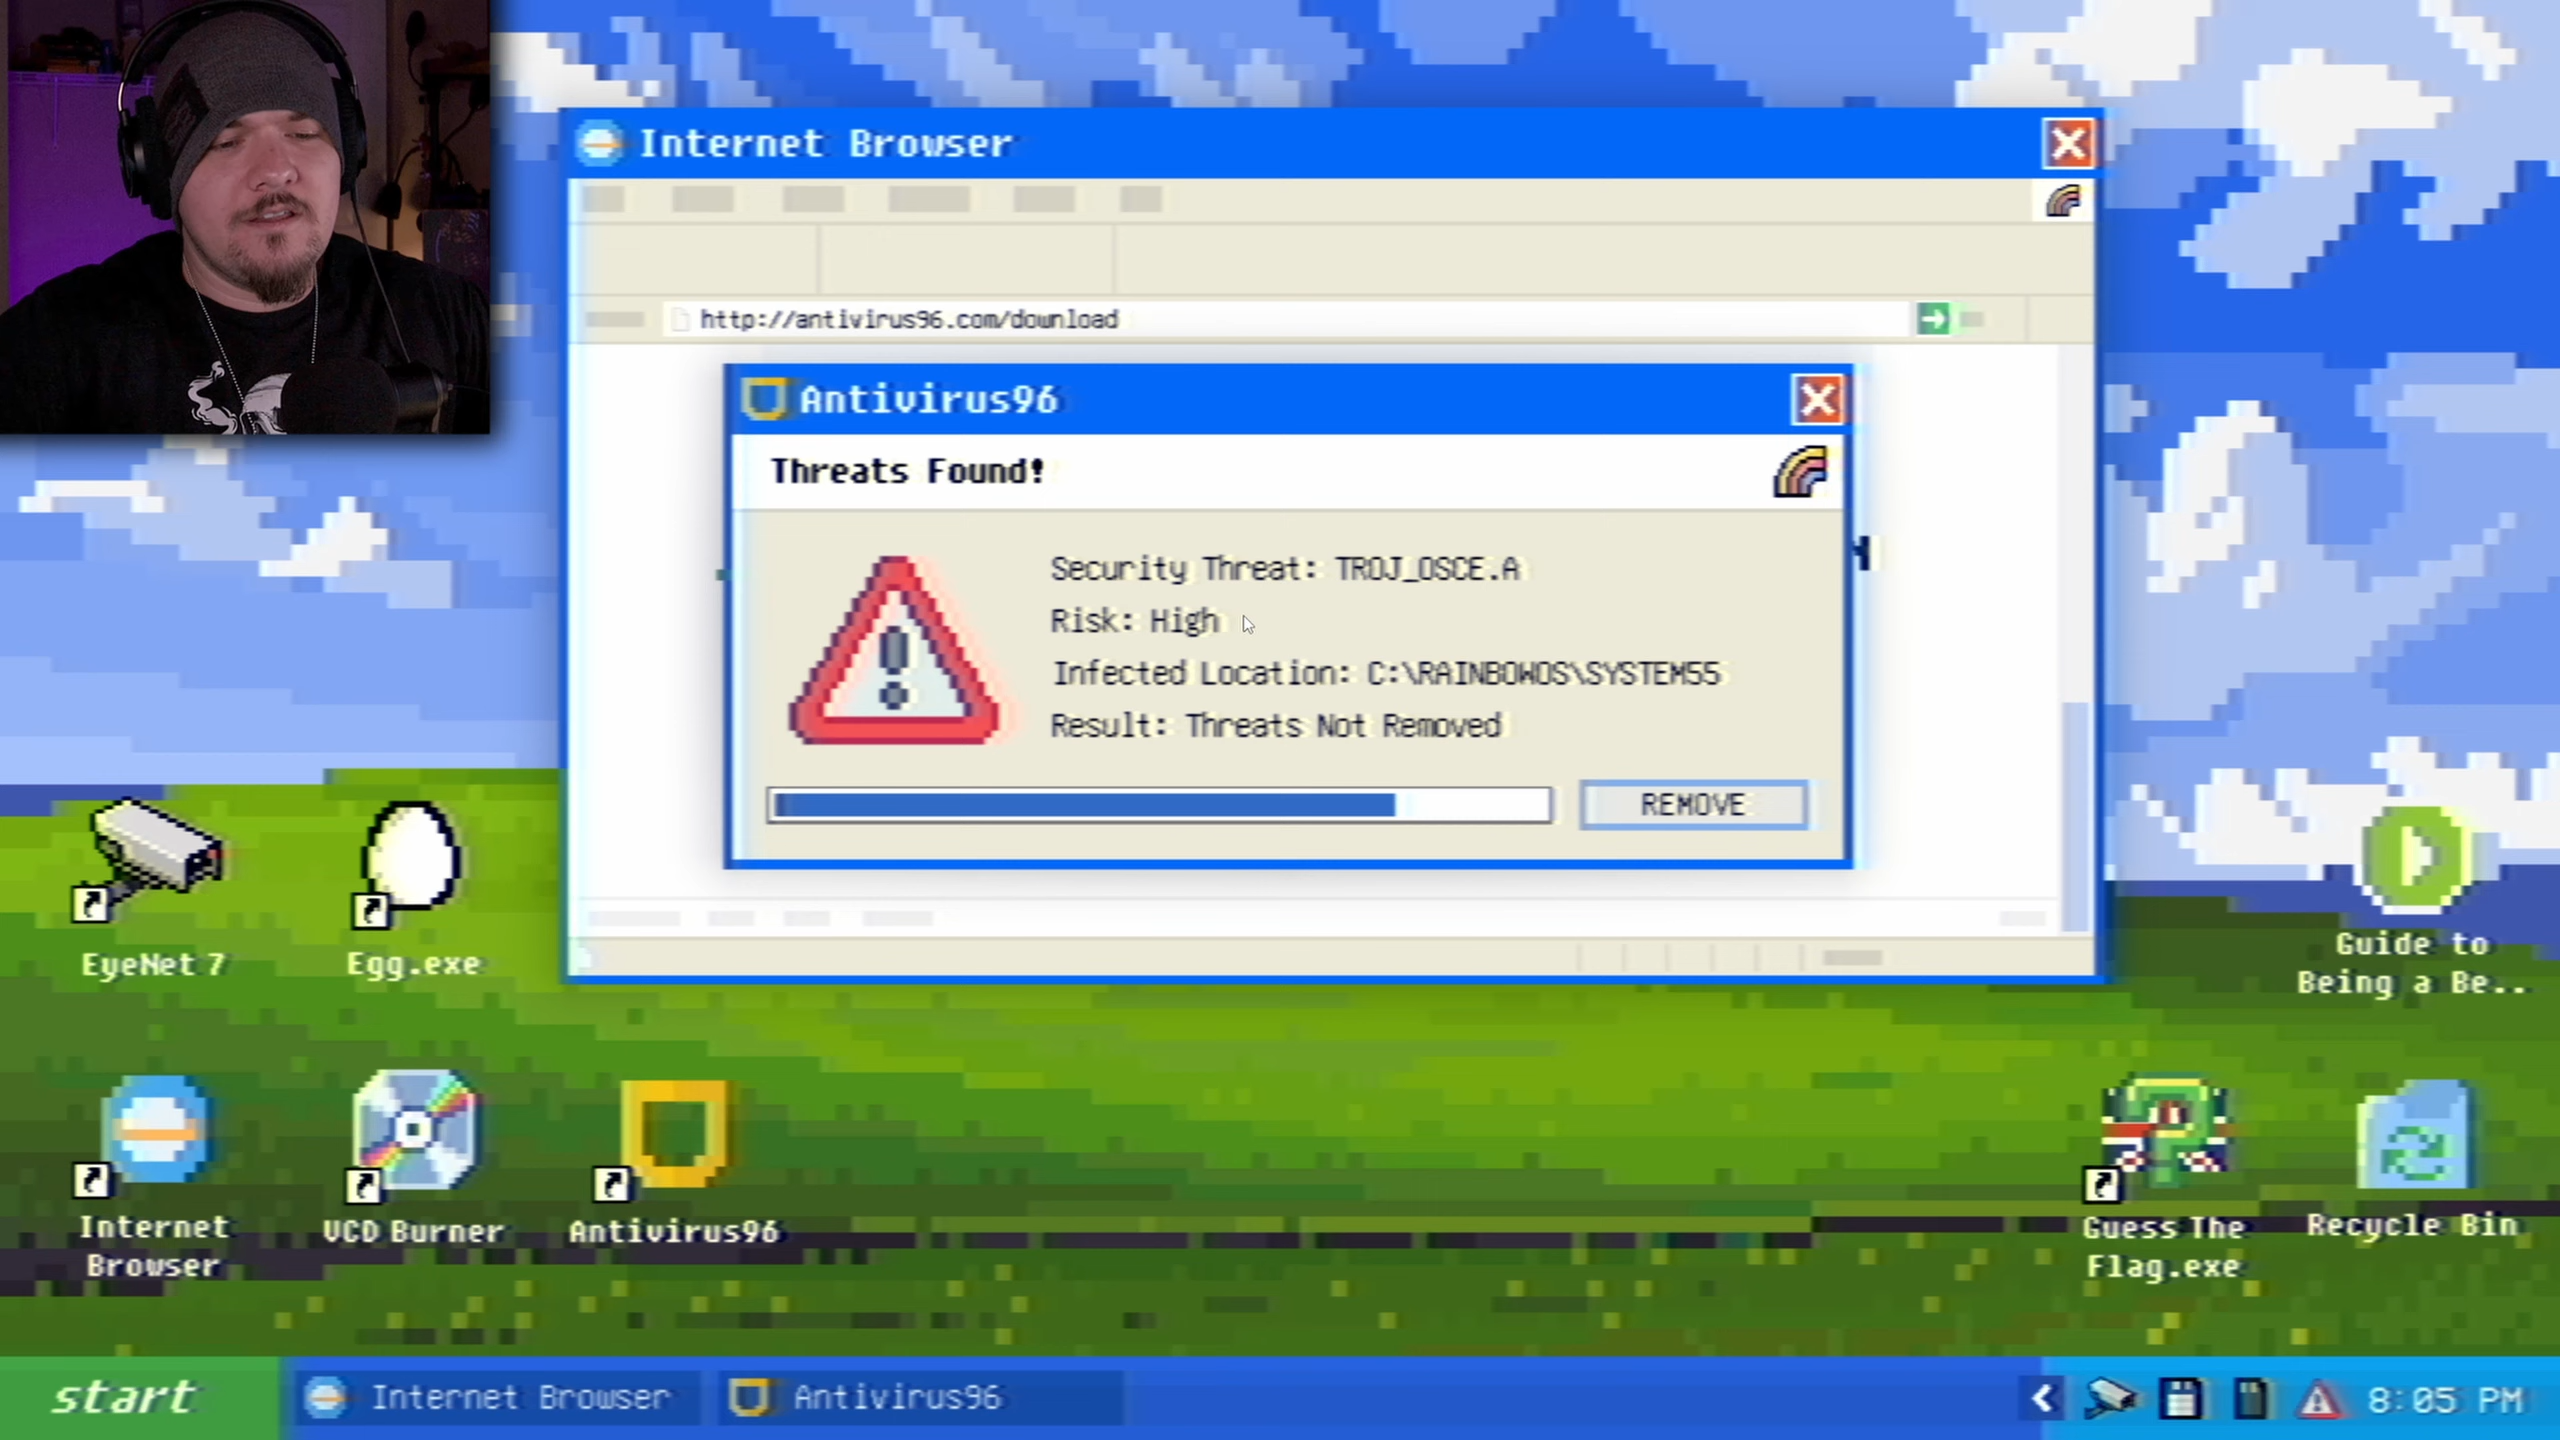 Internet Browser
http://antivirus96.com/download
Antivirus96
Threats Found!
Security Threat: TROJ_OSCE.A
Risk: High
Infected Location: C:\RAINBOWOS\SYSTEM55
Result: Threats Not Removed
REMOVE
EyeNet 7
Egg.exe
Guide to
Being a Be..
Internet
Browser
VCD Burner
Antivirus96
Guess The
Flag.exe
Recycle Bin
start
Internet Browser
Antivirus96
8:05 PM